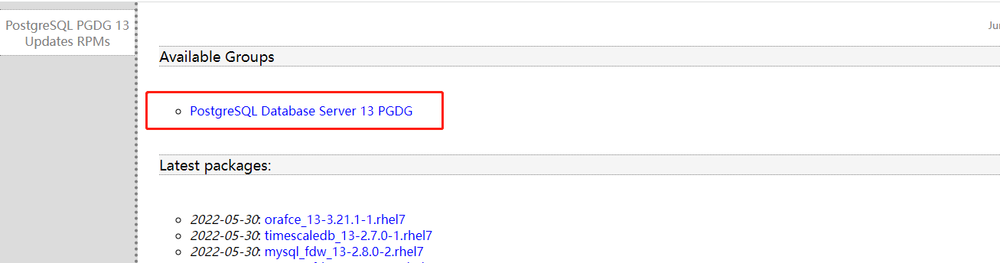 PostgreSQL PGDG 13
Updates RPMs
Available Groups
PostgreSQL Database Server 13 PGDG
Latest packages:
2022-05-30: orafce_13-3.21.1-1.rhel7
2022-05-30: timescaledb_13-2.7.0-1.rhel7
2022-05-30: mysql_fdw_13-2.8.0-2.rhel7